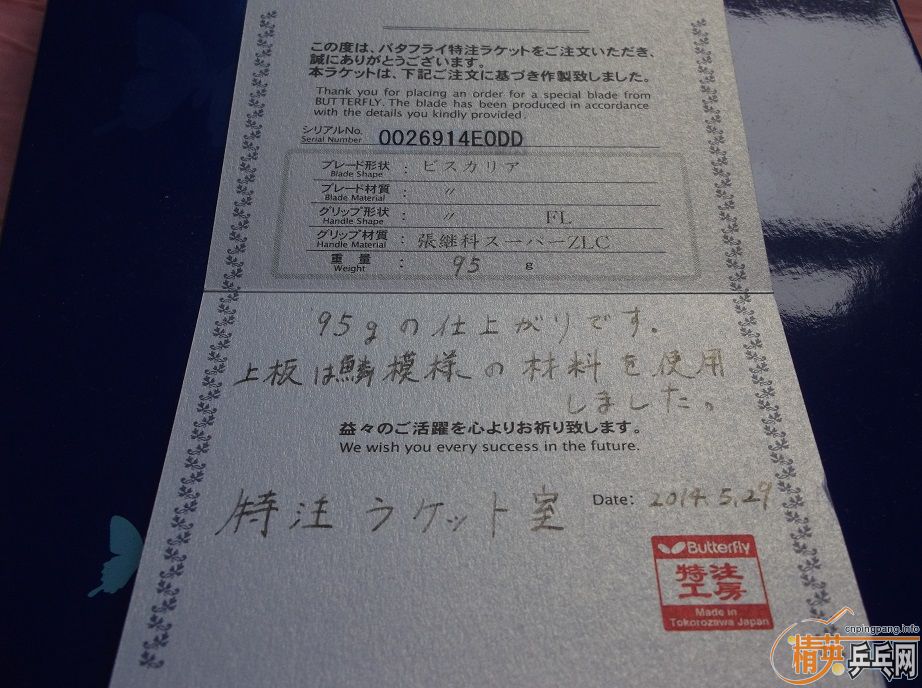 この度は、バタフライ特注ラケットをご注文いただき、
誠にありがとうございます。
本ラケットは、下記ご注文に基づき作製致しました。
Thank you for placing an order for a special blade from
BUTTERFLY. The blade has been produced in accordance
with the details you kindly provided.
シリアルNo. 0026914E0DD
Serial Number
ブレード形状 : ビスカリア
Blade Shape
ブレード材質 : 〃
Blade Material
グリップ形状 : 〃 FL
Handle Shape
グリップ材質 : 張継科スーパーZLC
Handle Material
重量 : 95 g
Weight
95gの仕上がりです。
上板は鱗模様の材料を使用
しました。
益々のご活躍を心よりお祈り致します。
We wish you every success in the future.
特注ラケット室 Date: 2014.5.29
Butterfly
特注
工房
Made in
Tokorozawa Japan
cnpingpang.info
精英乒乓网